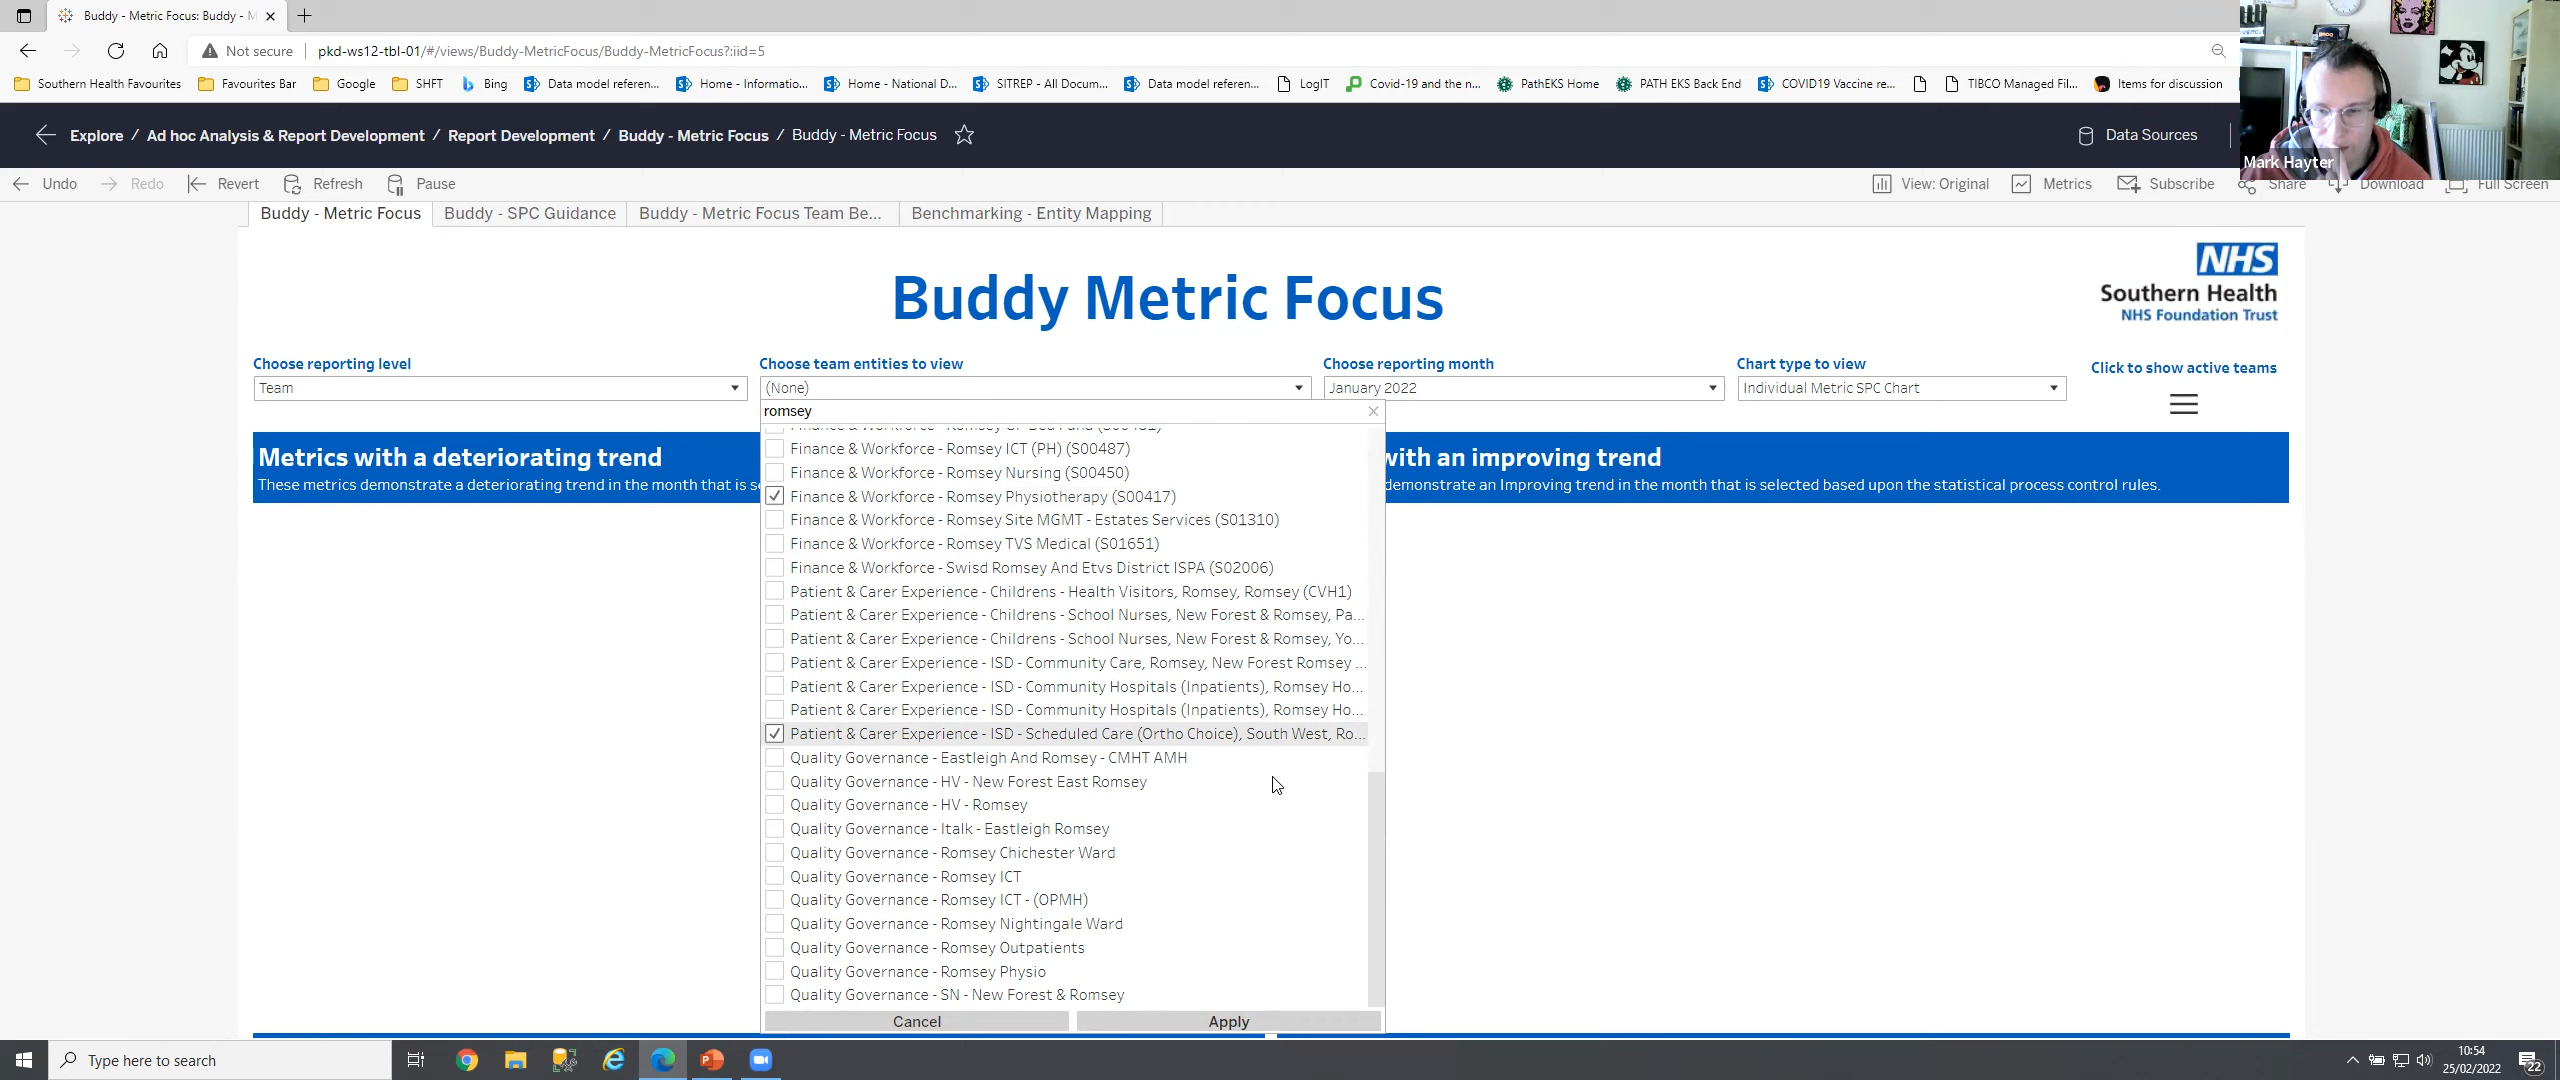 Buddy - Metric Focus: Buddy - M
Not secure
pkd-ws12-tbl-01/#/views/Buddy-MetricFocus/Buddy-MetricFocus?:iid=5
Southern Health Favourites
Favourites Bar
Google
SHFT
Bing
Data model referen...
Home - Informatio...
Home - National D...
SITREP - All Docum...
Data model referen...
LogIT
Covid-19 and the n...
PathEKS Home
PATH EKS Back End
COVID19 Vaccine re...
TIBCO Managed Fil...
Items for discussion
Explore / Ad hoc Analysis & Report Development / Report Development / Buddy - Metric Focus / Buddy - Metric Focus
Data Sources
Mark Hayter
Undo
Redo
Revert
Refresh
Pause
View: Original
Metrics
Subscribe
Share
Download
Full Screen
Buddy - Metric Focus
Buddy - SPC Guidance
Buddy - Metric Focus Team Be...
Benchmarking - Entity Mapping
NHS
Southern Health
NHS Foundation Trust
Buddy Metric Focus
Choose reporting level
Choose team entities to view
Choose reporting month
Chart type to view
Click to show active teams
Team
(None)
January 2022
Individual Metric SPC Chart
romsey
Metrics with a deteriorating trend
These metrics demonstrate a deteriorating trend in the month that is se
with an improving trend
demonstrate an Improving trend in the month that is selected based upon the statistical process control rules.
Finance & Workforce - Romsey ICT (PH) (S00487)
Finance & Workforce - Romsey Nursing (S00450)
Finance & Workforce - Romsey Physiotherapy (S00417)
Finance & Workforce - Romsey Site MGMT - Estates Services (S01310)
Finance & Workforce - Romsey TVS Medical (S01651)
Finance & Workforce - Swisd Romsey And Etvs District ISPA (S02006)
Patient & Carer Experience - Childrens - Health Visitors, Romsey, Romsey (CVH1)
Patient & Carer Experience - Childrens - School Nurses, New Forest & Romsey, Pa...
Patient & Carer Experience - Childrens - School Nurses, New Forest & Romsey, Yo...
Patient & Carer Experience - ISD - Community Care, Romsey, New Forest Romsey ...
Patient & Carer Experience - ISD - Community Hospitals (Inpatients), Romsey Ho...
Patient & Carer Experience - ISD - Community Hospitals (Inpatients), Romsey Ho...
Patient & Carer Experience - ISD - Scheduled Care (Ortho Choice), South West, Ro...
Quality Governance - Eastleigh And Romsey - CMHT AMH
Quality Governance - HV - New Forest East Romsey
Quality Governance - HV - Romsey
Quality Governance - Italk - Eastleigh Romsey
Quality Governance - Romsey Chichester Ward
Quality Governance - Romsey ICT
Quality Governance - Romsey ICT - (OPMH)
Quality Governance - Romsey Nightingale Ward
Quality Governance - Romsey Outpatients
Quality Governance - Romsey Physio
Quality Governance - SN - New Forest & Romsey
Cancel
Apply
Type here to search
10:54
25/02/2022
22